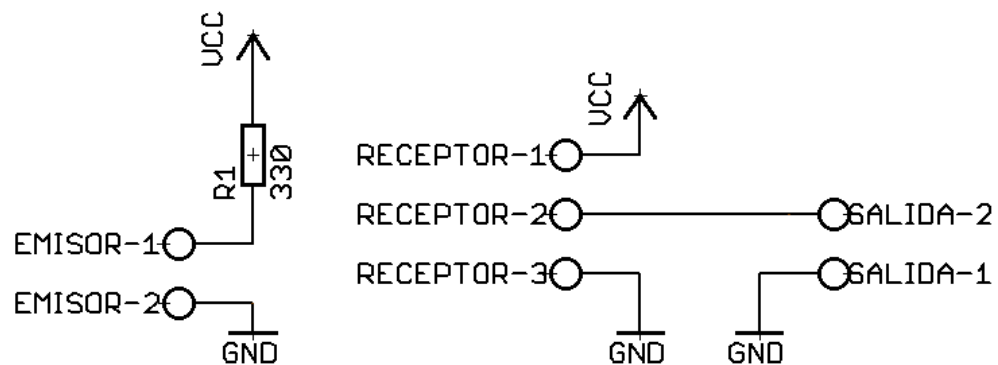 VCC
R1
330
EMISOR-1
EMISOR-2
GND
VCC
RECEPTOR-1
RECEPTOR-2
RECEPTOR-3
GND
SALIDA-2
SALIDA-1
GND